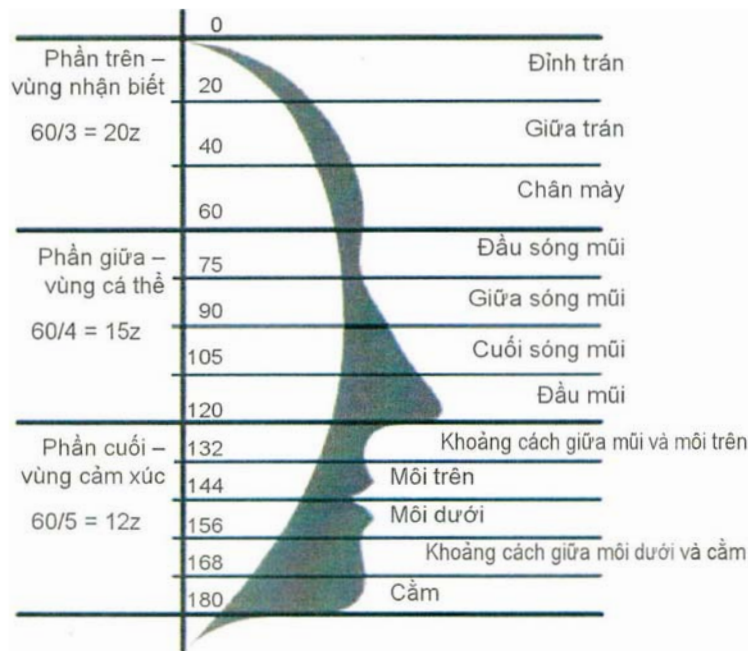 0
Phần trên –
vùng nhận biết
60/3 = 20z
Đỉnh trán
20
Giữa trán
40
Chân mày
60
Phần giữa –
vùng cá thể
60/4 = 15z
Đầu sóng mũi
75
Giữa sóng mũi
90
Cuối sóng mũi
105
Đầu mũi
120
Phần cuối –
vùng cảm xúc
60/5 = 12z
Khoảng cách giữa mũi và môi trên
132
Môi trên
144
Môi dưới
156
Khoảng cách giữa môi dưới và cằm
168
Cằm
180